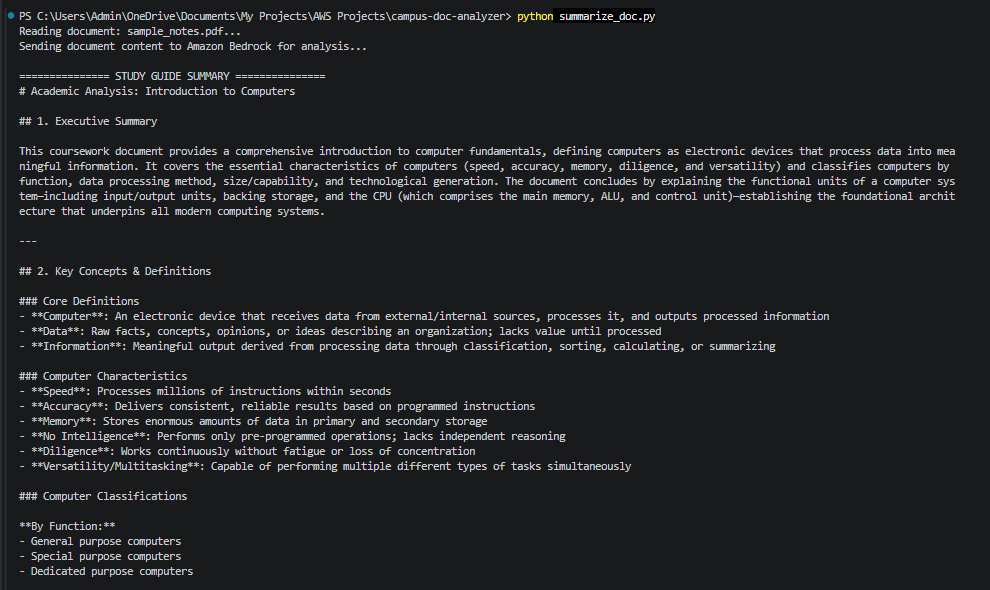 PS C:\Users\Admin\OneDrive\Documents\My Projects\AWS Projects\campus-doc-analyzer> python summarize_doc.py
Reading document: sample_notes.pdf...
Sending document content to Amazon Bedrock for analysis...
=============== STUDY GUIDE SUMMARY ===============
# Academic Analysis: Introduction to Computers
## 1. Executive Summary
This coursework document provides a comprehensive introduction to computer fundamentals, defining computers as electronic devices that process data into mea
ningful information. It covers the essential characteristics of computers (speed, accuracy, memory, diligence, and versatility) and classifies computers by
function, data processing method, size/capability, and technological generation. The document concludes by explaining the functional units of a computer sys
tem—including input/output units, backing storage, and the CPU (which comprises the main memory, ALU, and control unit)—establishing the foundational archit
ecture that underpins all modern computing systems.
---
## 2. Key Concepts & Definitions
### Core Definitions
- **Computer**: An electronic device that receives data from external/internal sources, processes it, and outputs processed information
- **Data**: Raw facts, concepts, opinions, or ideas describing an organization; lacks value until processed
- **Information**: Meaningful output derived from processing data through classification, sorting, calculating, or summarizing
### Computer Characteristics
- **Speed**: Processes millions of instructions within seconds
- **Accuracy**: Delivers consistent, reliable results based on programmed instructions
- **Memory**: Stores enormous amounts of data in primary and secondary storage
- **No Intelligence**: Performs only pre-programmed operations; lacks independent reasoning
- **Diligence**: Works continuously without fatigue or loss of concentration
- **Versatility/Multitasking**: Capable of performing multiple different types of tasks simultaneously
### Computer Classifications
**By Function:**
- General purpose computers
- Special purpose computers
- Dedicated purpose computers